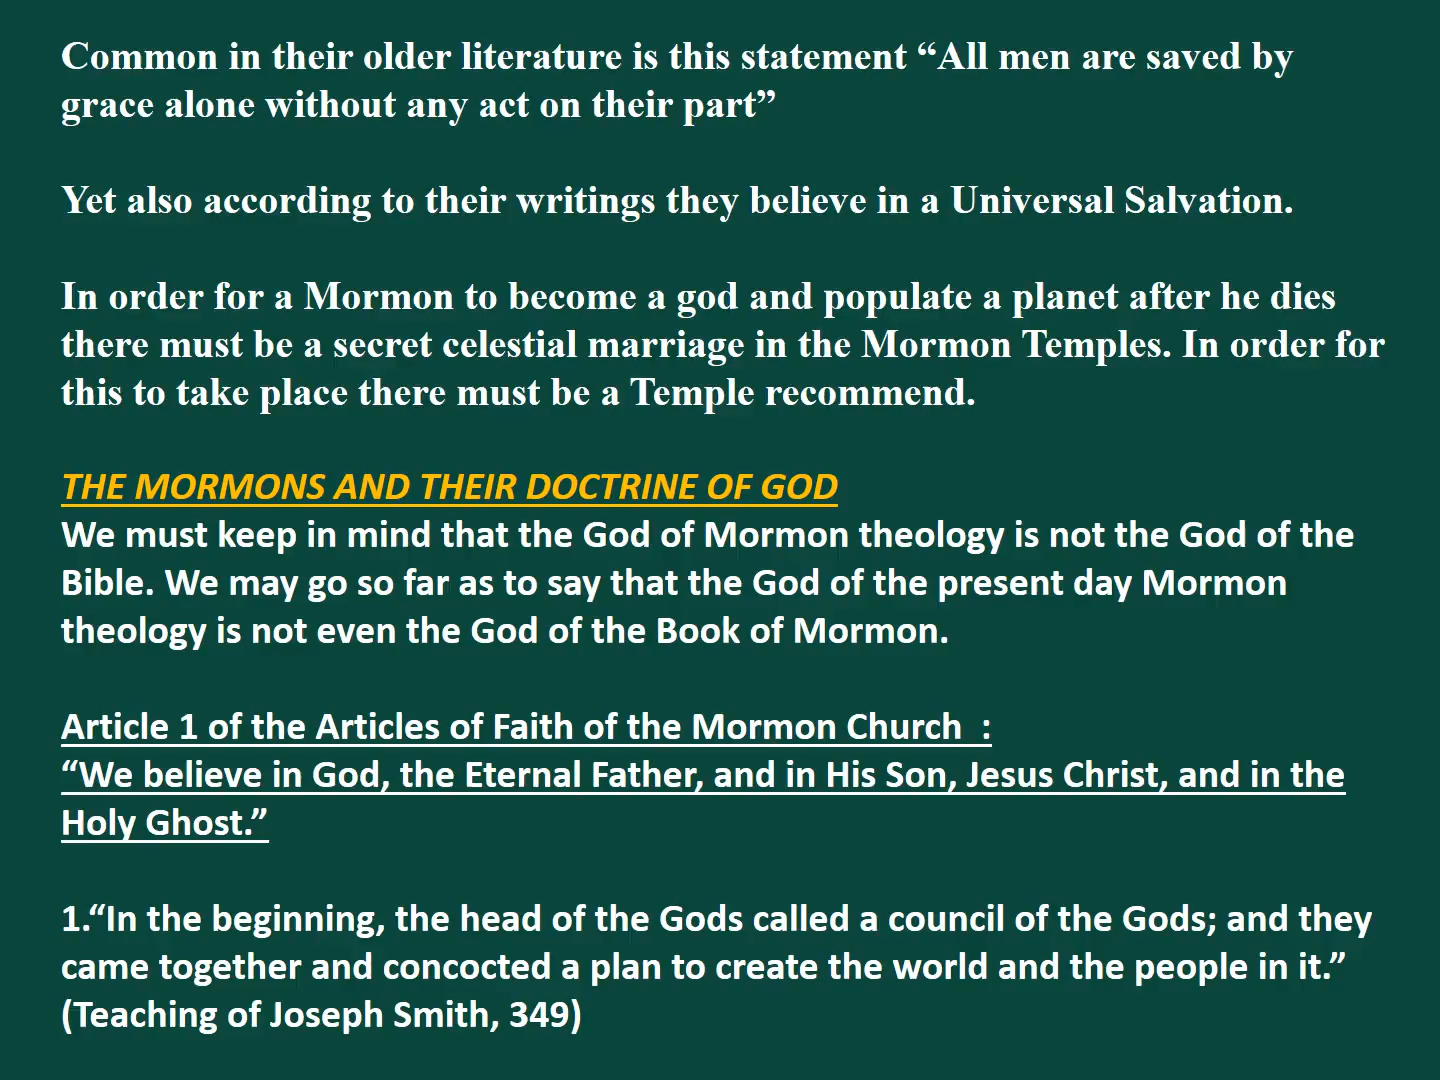 Common in their older literature is this statement “All men are saved by
grace alone without any act on their part”
Yet also according to their writings they believe in a Universal Salvation.
In order for a Mormon to become a god and populate a planet after he dies
there must be a secret celestial marriage in the Mormon Temples. In order for
this to take place there must be a Temple recommend.
THE MORMONS AND THEIR DOCTRINE OF GOD
We must keep in mind that the God of Mormon theology is not the God of the
Bible. We may go so far as to say that the God of the present day Mormon
theology is not even the God of the Book of Mormon.
Article 1 of the Articles of Faith of the Mormon Church  :
“We believe in God, the Eternal Father, and in His Son, Jesus Christ, and in the
Holy Ghost.”
1.“In the beginning, the head of the Gods called a council of the Gods; and they
came together and concocted a plan to create the world and the people in it.”
(Teaching of Joseph Smith, 349)